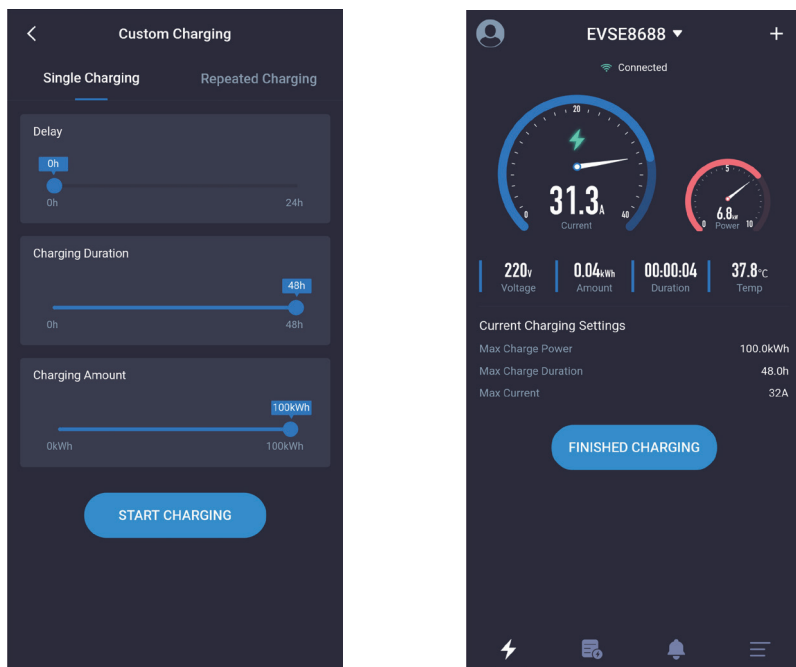 Custom Charging
Single Charging
Repeated Charging
Delay
0h
0h
24h
Charging Duration
48h
0h
48h
Charging Amount
100kWh
0kWh
100kWh
START CHARGING
EVSE8688
Connected
20
0
40
31.3A
Current
5
0
10
6.8kW
Power
220V
Voltage
0.04kWh
Amount
00:00:04
Duration
37.8°C
Temp
Current Charging Settings
Max Charge Power 100.0kWh
Max Charge Duration 48.0h
Max Current 32A
FINISHED CHARGING